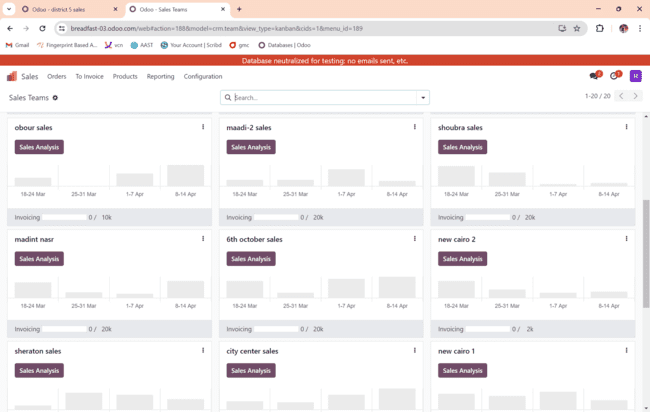 Odoo - district 5 sales
Odoo - Sales Teams
breadfast-03.odoo.com/web#action=188&model=crm.team&view_type=kanban&cids=1&menu_id=189
Gmail
Fingerpint Based A...
vcn
AAST
Your Account | Scribd
gmc
Databases | Odoo
Database neutralized for testing: no emails sent, etc.
Sales Orders To Invoice Products Reporting Configuration
R
Sales Teams
Search...
1-20 / 20
obour sales
Sales Analysis
18-24 Mar 25-31 Mar 1-7 Apr 8-14 Apr
Invoicing 0 / 10k
maadi-2 sales
Sales Analysis
18-24 Mar 25-31 Mar 1-7 Apr 8-14 Apr
Invoicing 0 / 20k
shoubra sales
Sales Analysis
18-24 Mar 25-31 Mar 1-7 Apr 8-14 Apr
Invoicing 0 / 20k
madint nasr
Sales Analysis
18-24 Mar 25-31 Mar 1-7 Apr 8-14 Apr
Invoicing 0 / 20k
6th october sales
Sales Analysis
18-24 Mar 25-31 Mar 1-7 Apr 8-14 Apr
Invoicing 0 / 20k
new cairo 2
Sales Analysis
18-24 Mar 25-31 Mar 1-7 Apr 8-14 Apr
Invoicing 0 / 2k
sheraton sales
Sales Analysis
city center sales
Sales Analysis
new cairo 1
Sales Analysis